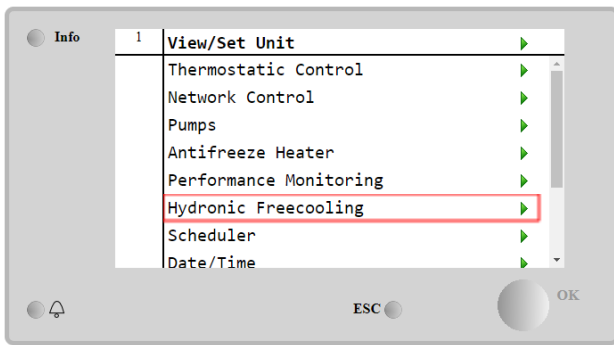 Info
1
View/Set Unit
Thermostatic Control
Network Control
Pumps
Antifreeze Heater
Performance Monitoring
Hydronic Freecooling
Scheduler
Date/Time
ESC
OK